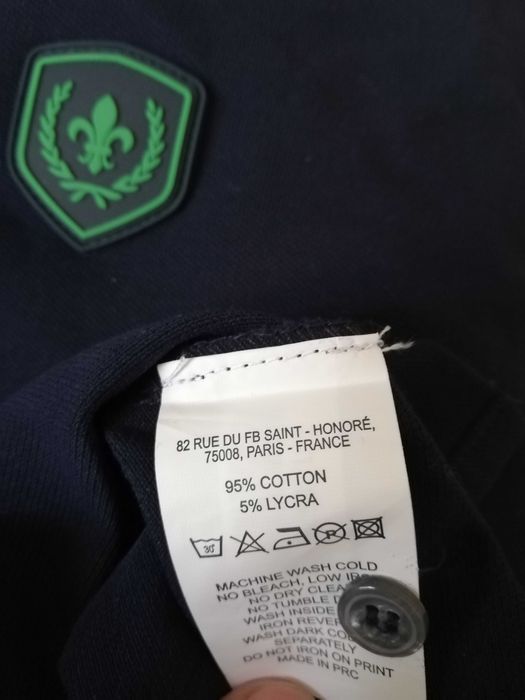 82 RUE DU FB SAINT - HONORÉ,
75008, PARIS - FRANCE
95% COTTON
5% LYCRA
30°
MACHINE WASH COLD
NO BLEACH, LOW
NO DRY
NO TUMBLE
WASH INSIDE
IRON
WASH DARK
SEPARATELY
DO NOT IRON ON PRINT
MADE IN PRC